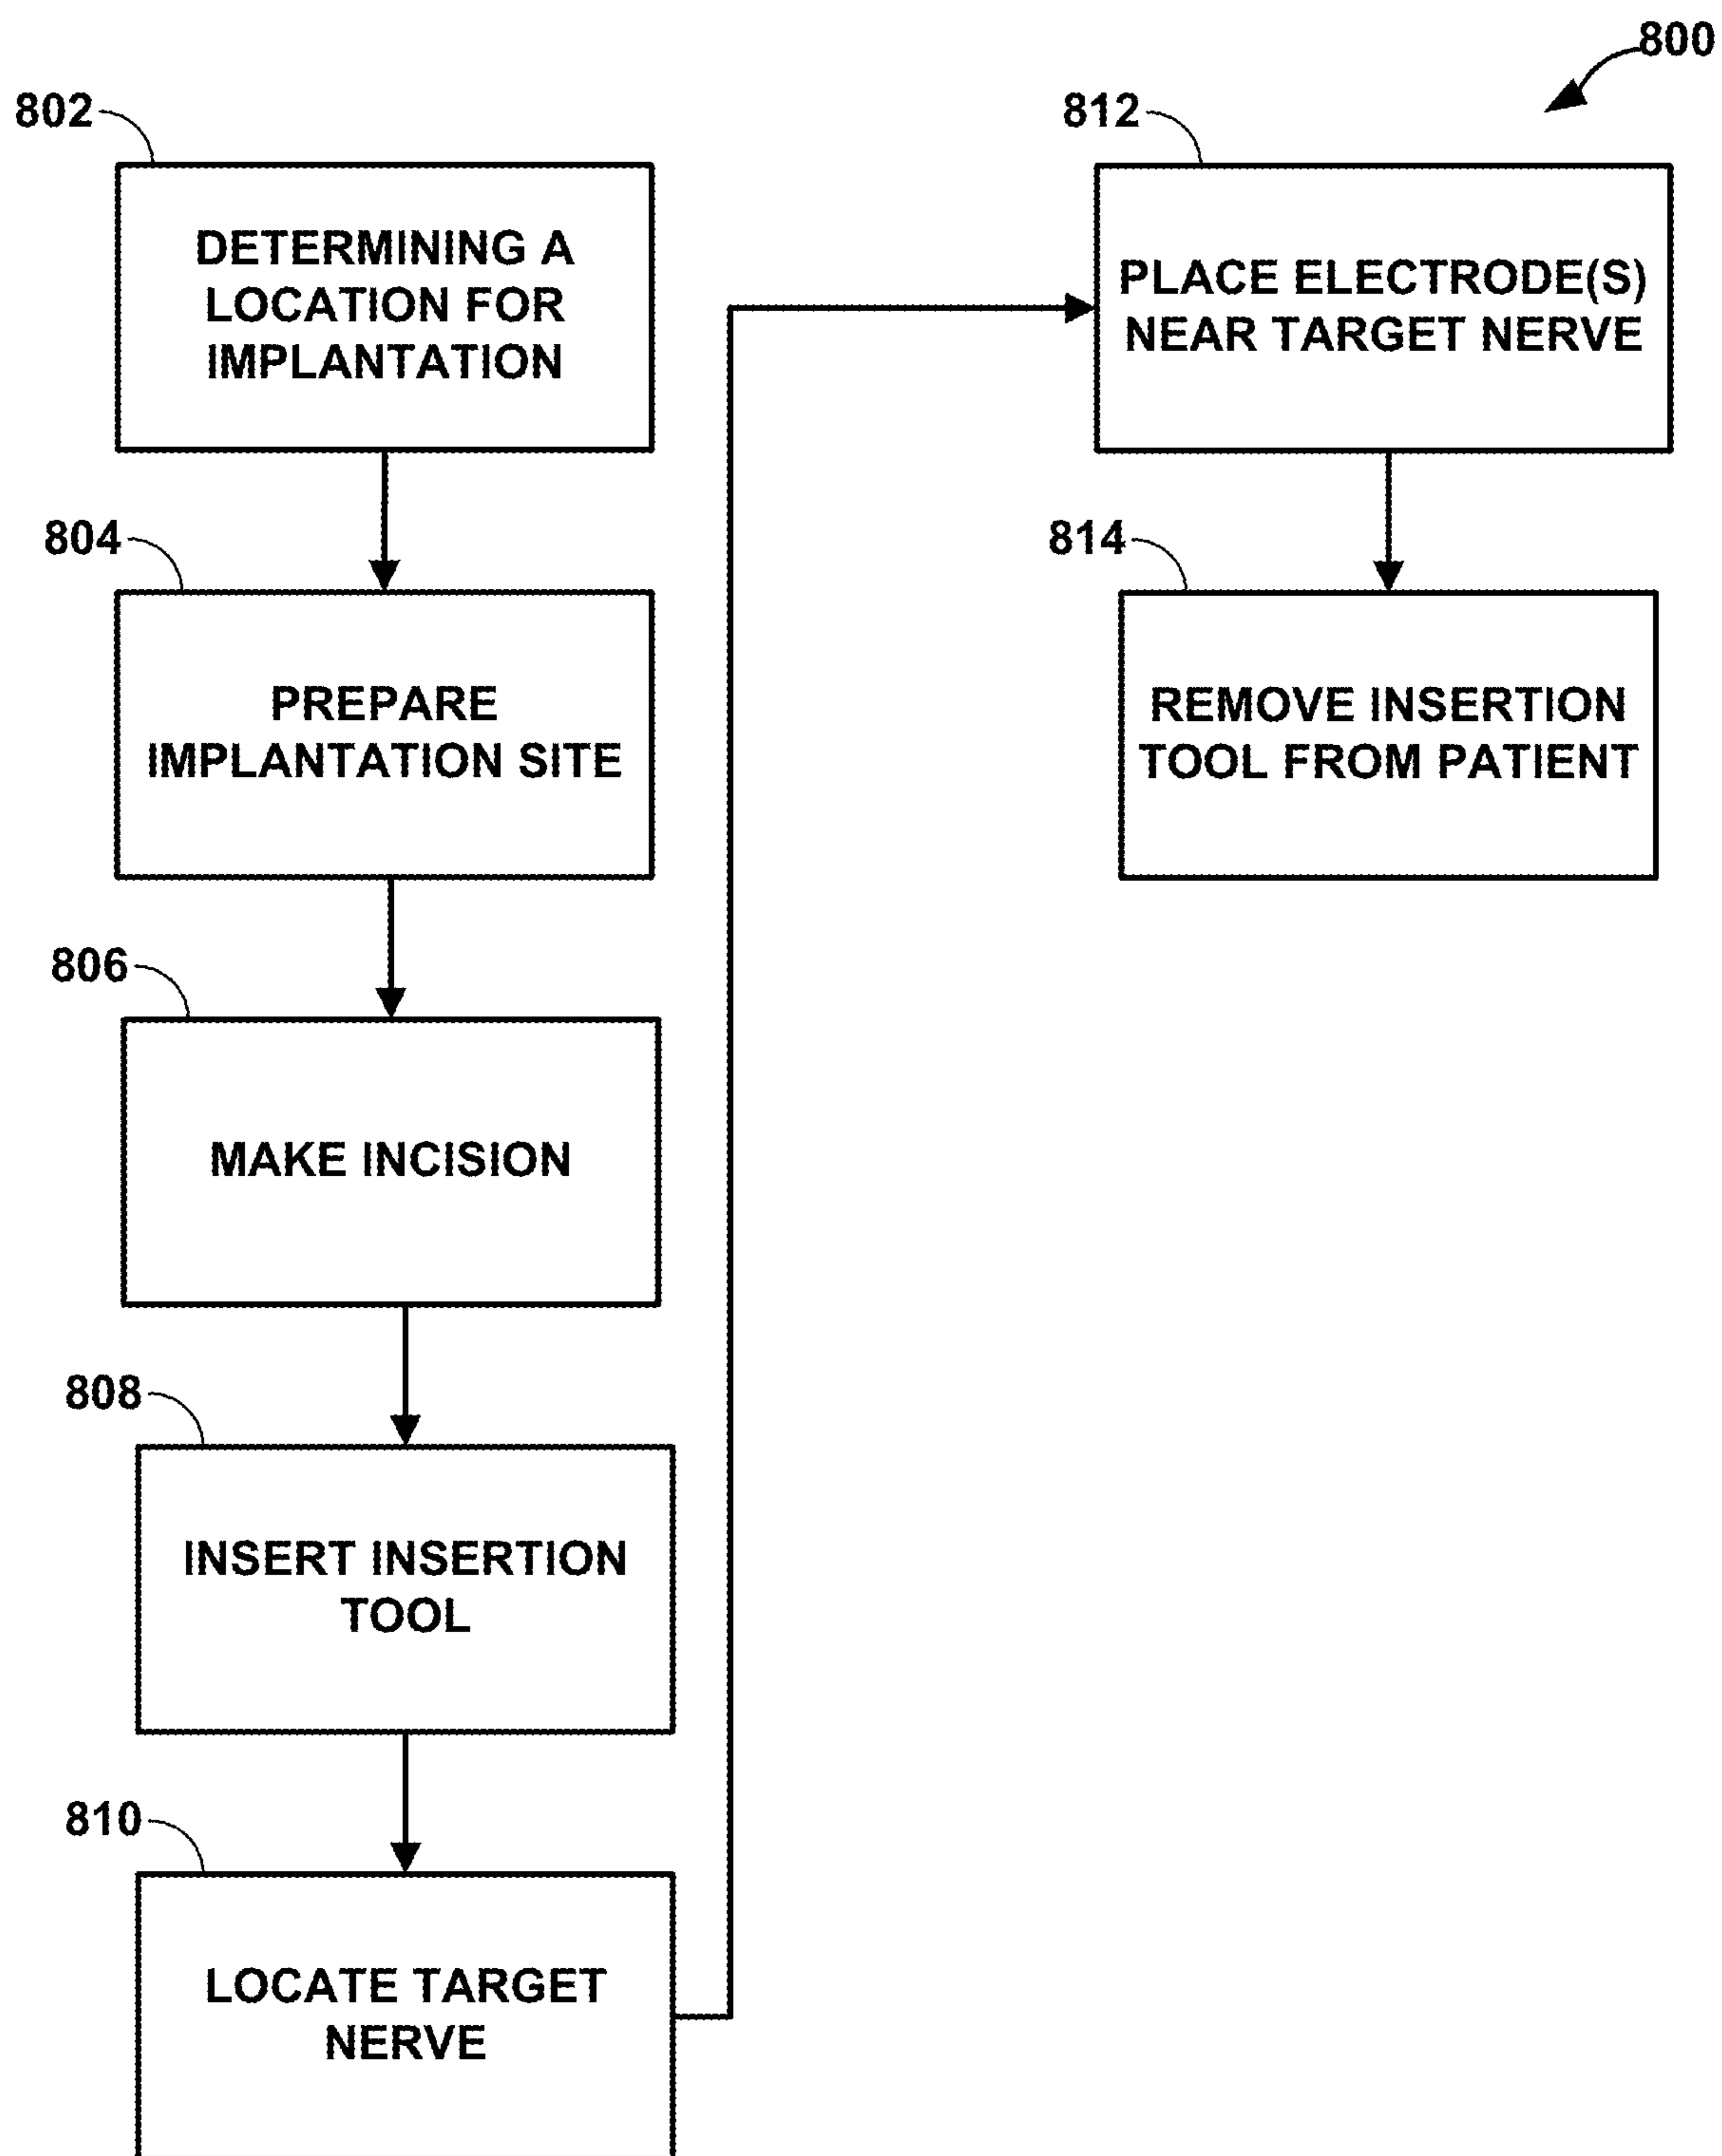 800
802
DETERMINING A
LOCATION FOR
IMPLANTATION
804
PREPARE
IMPLANTATION SITE
806
MAKE INCISION
808
INSERT INSERTION
TOOL
810
LOCATE TARGET
NERVE
812
PLACE ELECTRODE(S)
NEAR TARGET NERVE
814
REMOVE INSERTION
TOOL FROM PATIENT